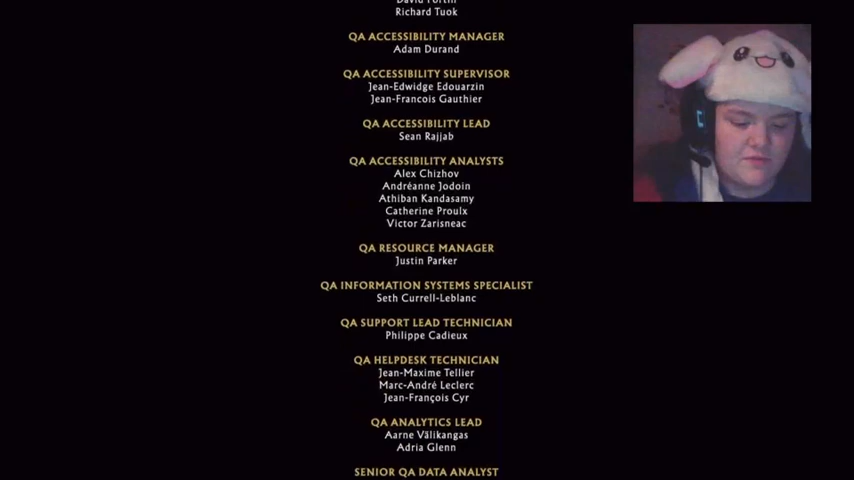 Richard Tuok
QA ACCESSIBILITY MANAGER
Adam Durand
QA ACCESSIBILITY SUPERVISOR
Jean-Edwidge Edouarzin
Jean-Francois Gauthier
QA ACCESSIBILITY LEAD
Sean Rajjab
QA ACCESSIBILITY ANALYSTS
Alex Chizhov
Andréanne Jodoin
Athiban Kandasamy
Catherine Proulx
Victor Zarisneac
QA RESOURCE MANAGER
Justin Parker
QA INFORMATION SYSTEMS SPECIALIST
Seth Currell-Leblanc
QA SUPPORT LEAD TECHNICIAN
Philippe Cadieux
QA HELPDESK TECHNICIAN
Jean-Maxime Tellier
Marc-André Leclerc
Jean-François Cyr
QA ANALYTICS LEAD
Aarne Välikangas
Adria Glenn
SENIOR QA DATA ANALYST